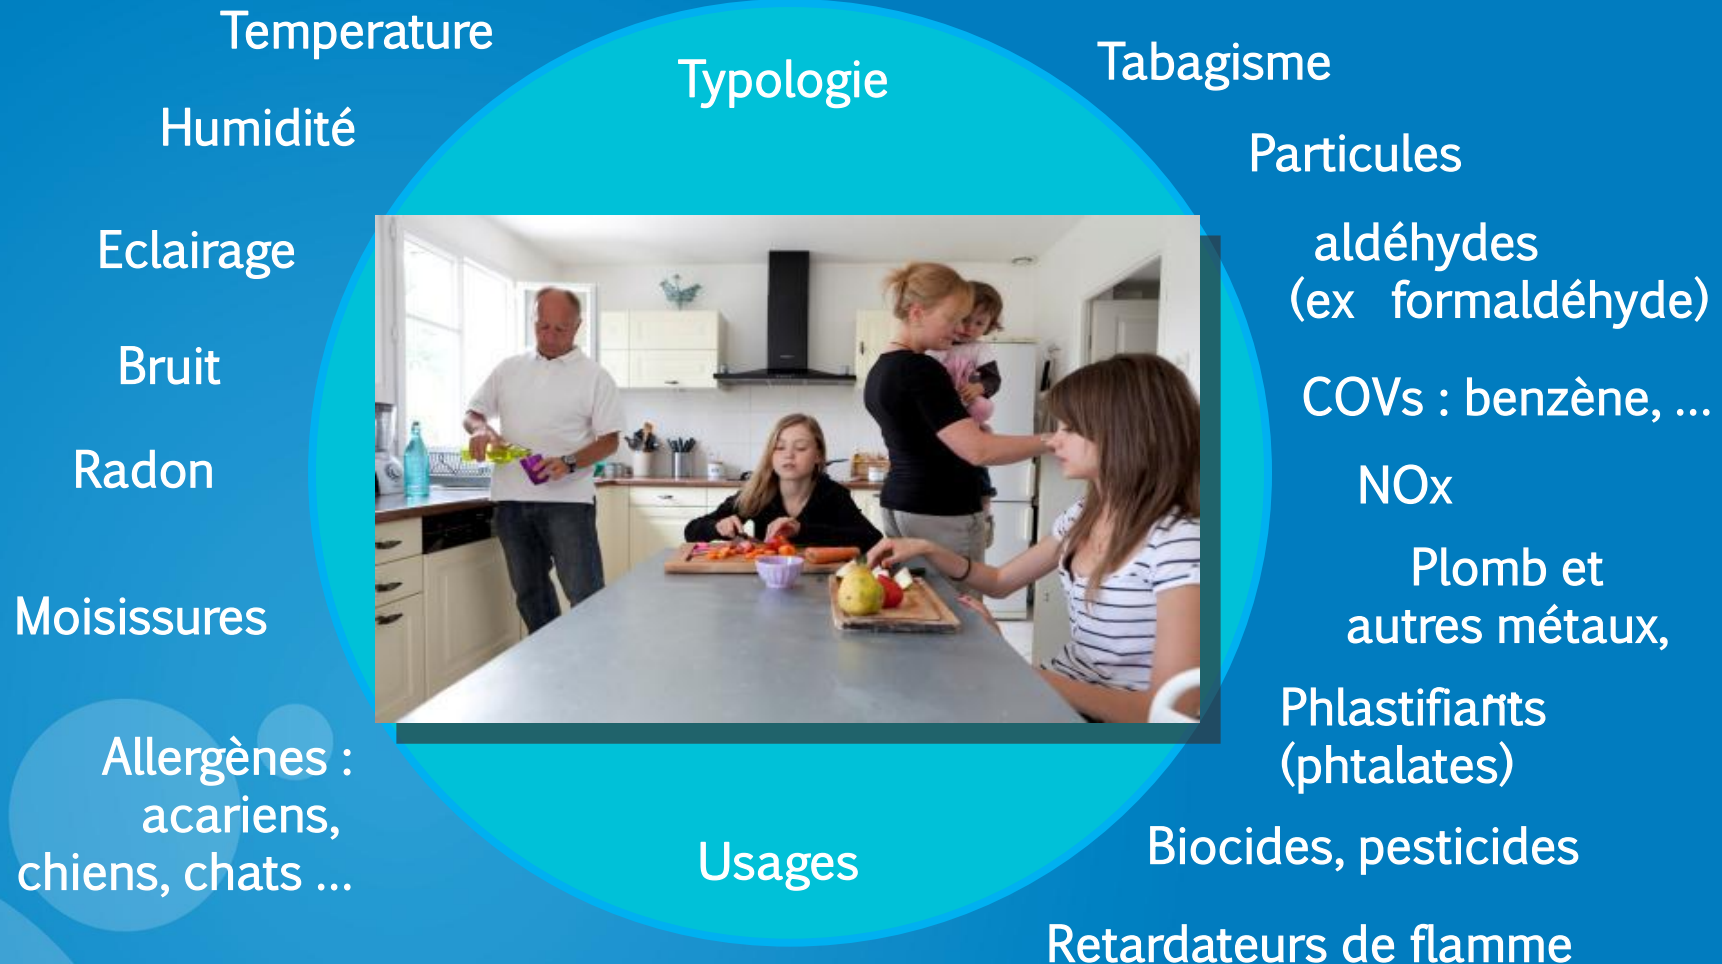 Temperature
Humidité
Eclairage
Bruit
Radon
Moisissures
Allergènes :
acariens,
chiens, chats ...
Typologie
Usages
Tabagisme
Particules
aldéhydes
(ex formaldéhyde)
COVs : benzène, ...
NOx
Plomb et
autres métaux,
...
Phlastifiants
(phtalates)
Biocides, pesticides
Retardateurs de flamme